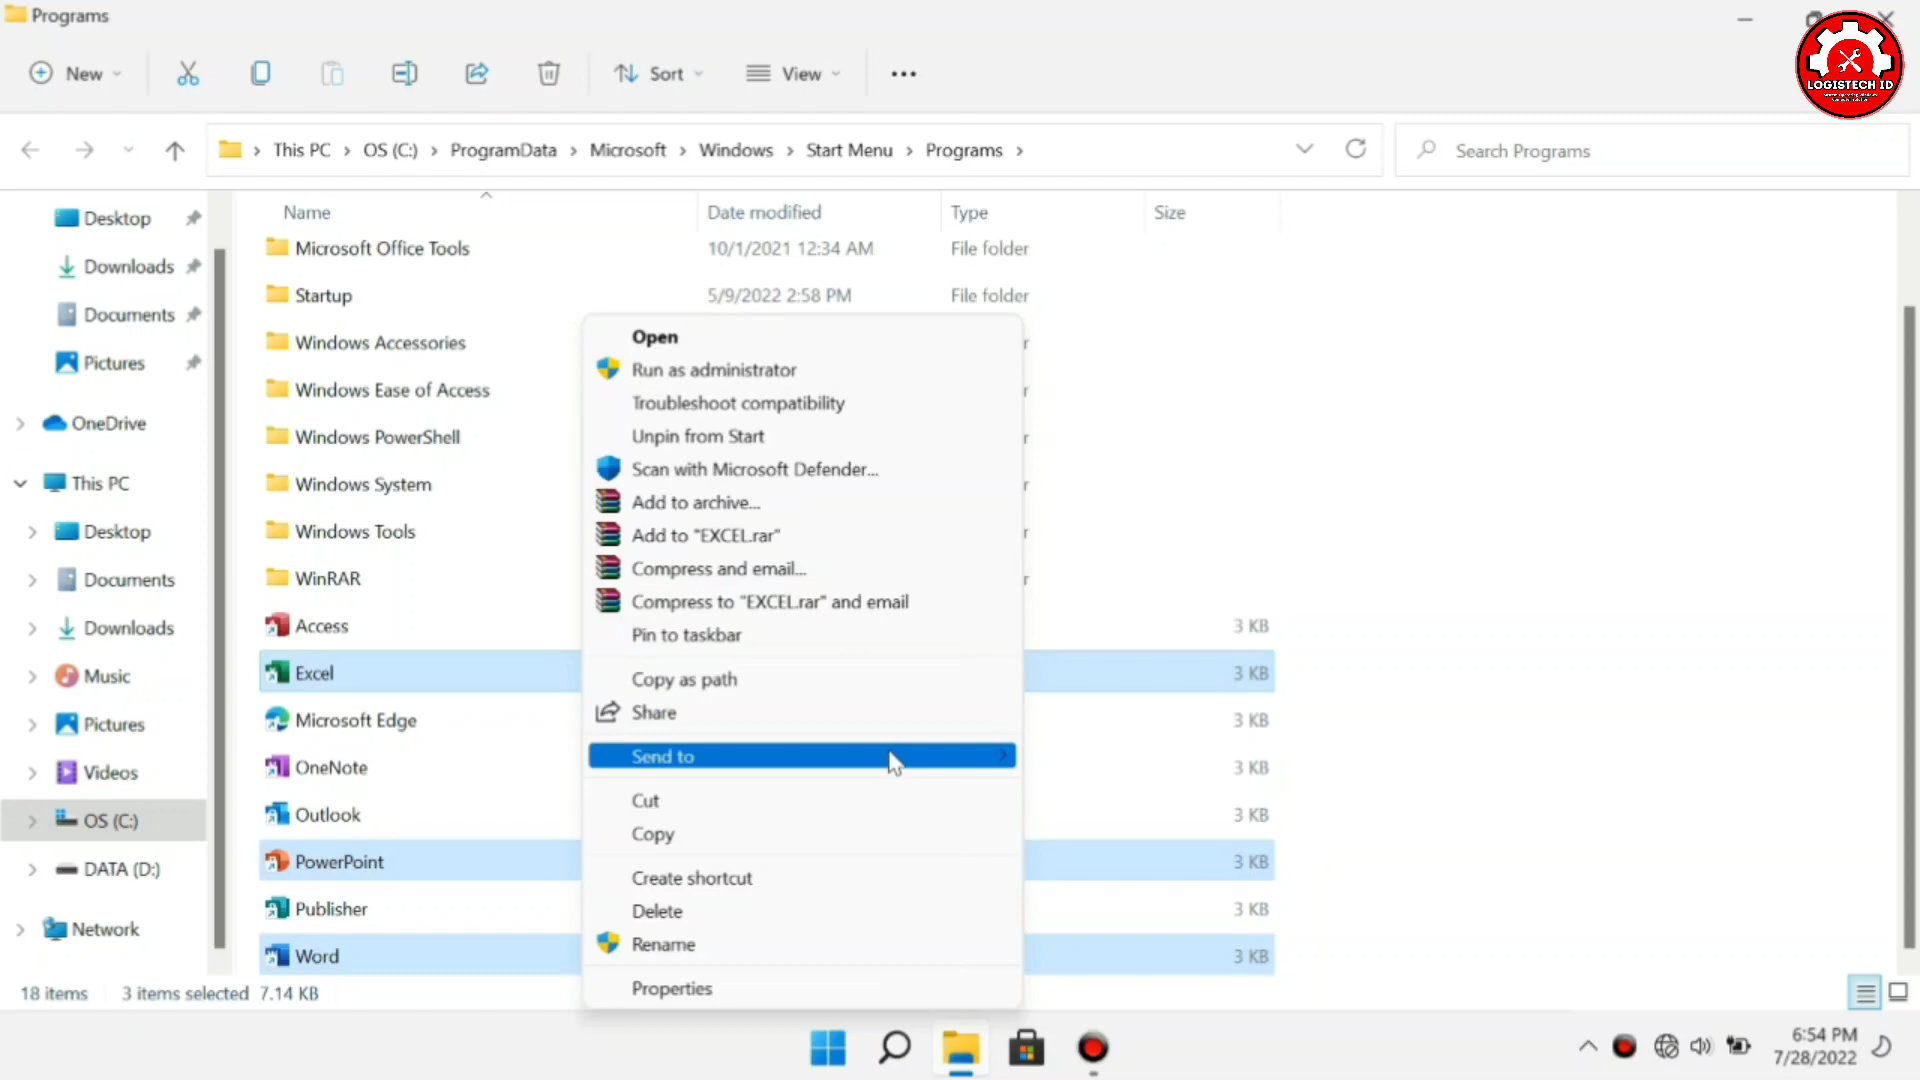 Programs
New
Sort
View
LOGISTECH ID
This PC
OS (C:)
ProgramData
Microsoft
Windows
Start Menu
Programs
Search Programs
Name
Date modified
Type
Size
Desktop
Downloads
Documents
Pictures
OneDrive
This PC
Desktop
Documents
Downloads
Music
Pictures
Videos
OS (C:)
DATA (D:)
Network
Microsoft Office Tools 10/1/2021 12:34 AM File folder
Startup 5/9/2022 2:58 PM File folder
Windows Accessories r
Windows Ease of Access r
Windows PowerShell r
Windows System r
Windows Tools r
WinRAR r
Access 3 KB
Excel 3 KB
Microsoft Edge 3 KB
OneNote 3 KB
Outlook 3 KB
PowerPoint 3 KB
Publisher 3 KB
Word 3 KB
Open
Run as administrator
Troubleshoot compatibility
Unpin from Start
Scan with Microsoft Defender...
Add to archive...
Add to "EXCEL.rar"
Compress and email...
Compress to "EXCEL.rar" and email
Pin to taskbar
Copy as path
Share
Send to
Cut
Copy
Create shortcut
Delete
Rename
Properties
18 items 3 items selected 7.14 KB
6:54 PM
7/28/2022